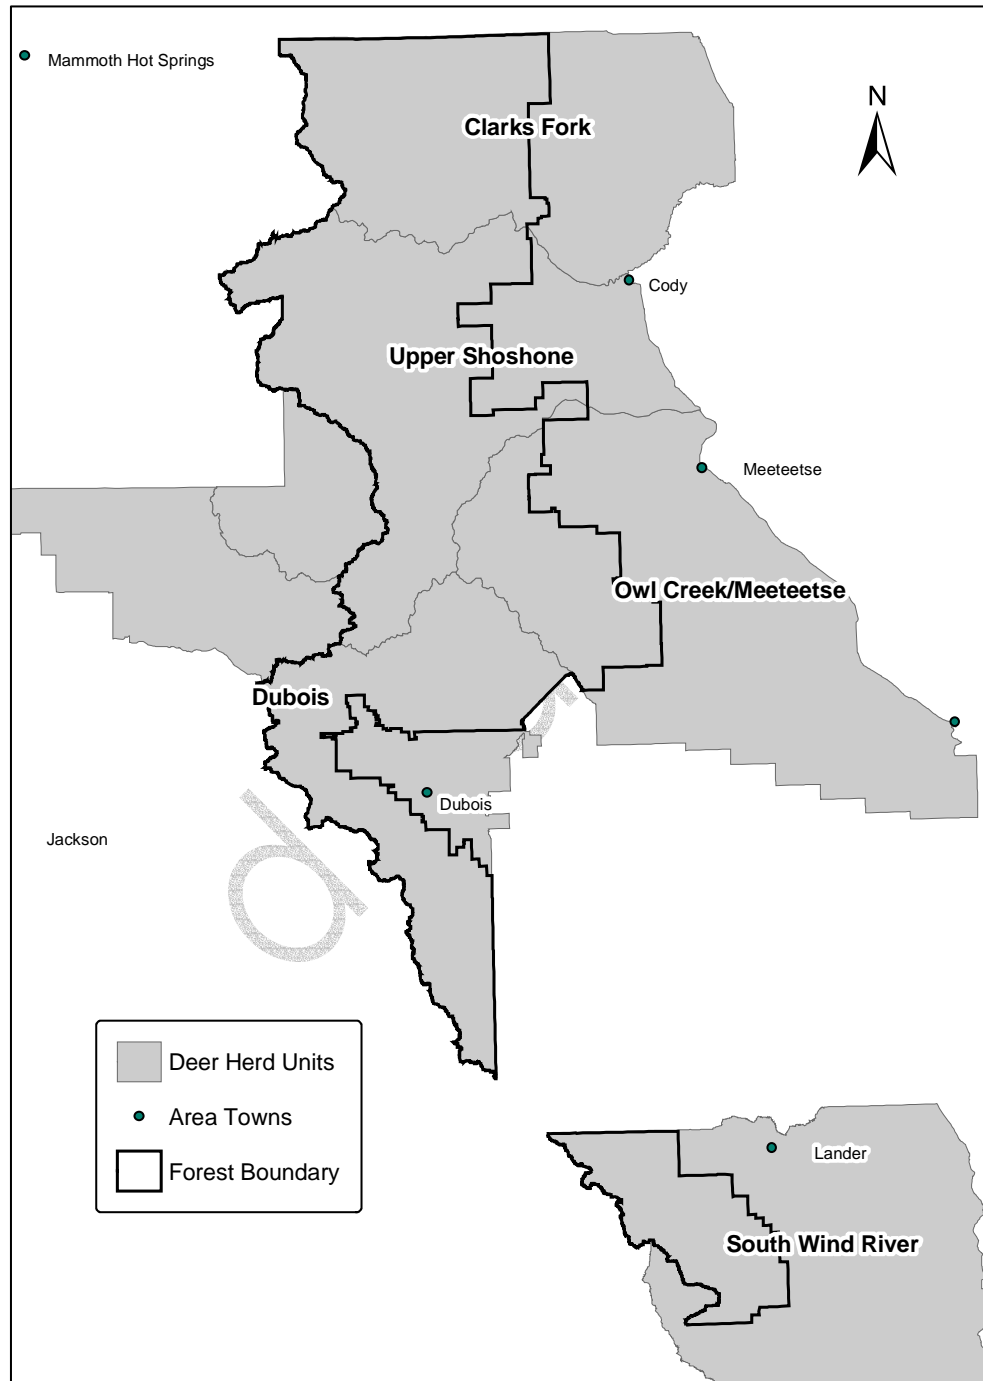 Mammoth Hot Springs
N
Clarks Fork
Cody
Upper Shoshone
Meeteetse
Owl Creek/Meeteetse
Dubois
Dubois
Jackson
Deer Herd Units
Area Towns
Forest Boundary
Lander
South Wind River